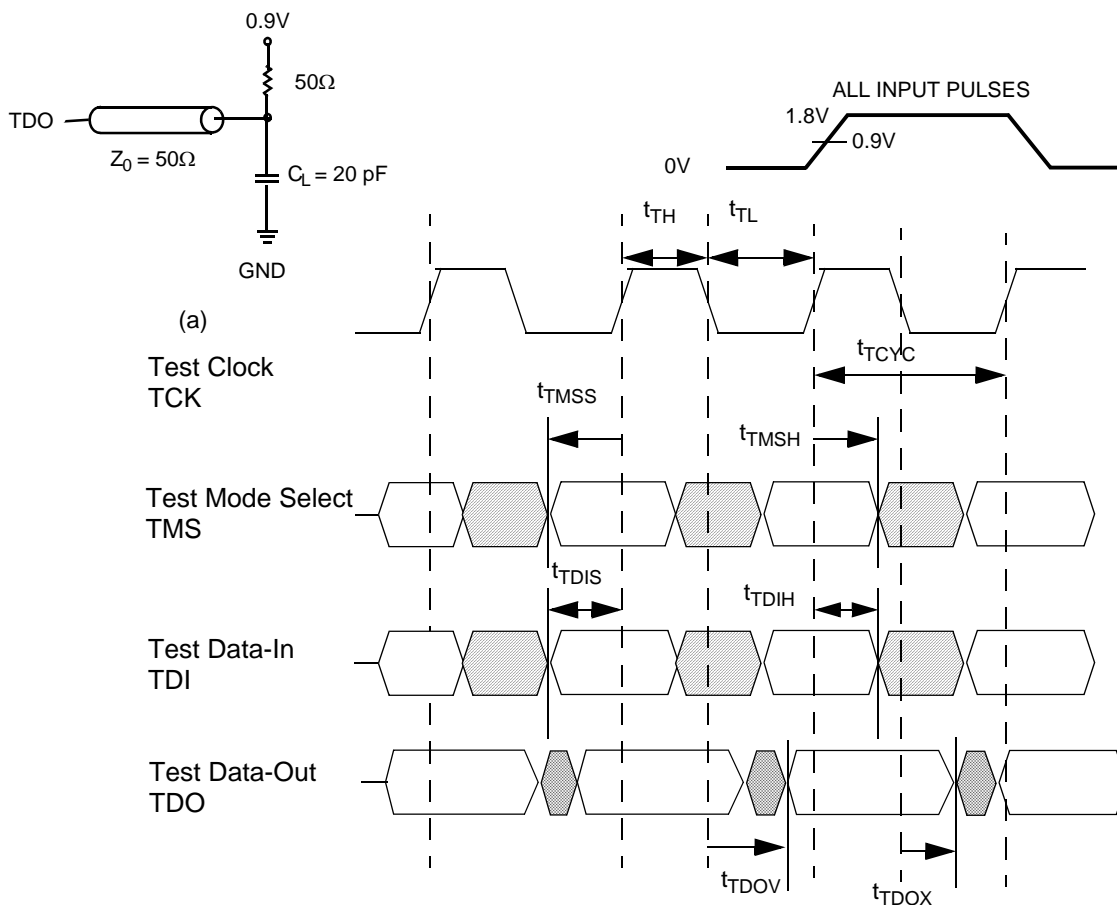 0.9V
50Ω
TDO
Z0 = 50Ω
CL = 20 pF
GND
(a)
ALL INPUT PULSES
1.8V
0.9V
0V
tTH
tTL
Test Clock
TCK
tTCYC
tTMSS
tTMSH
Test Mode Select
TMS
tTDIS
tTDIH
Test Data-In
TDI
Test Data-Out
TDO
tTDOV
tTDOX